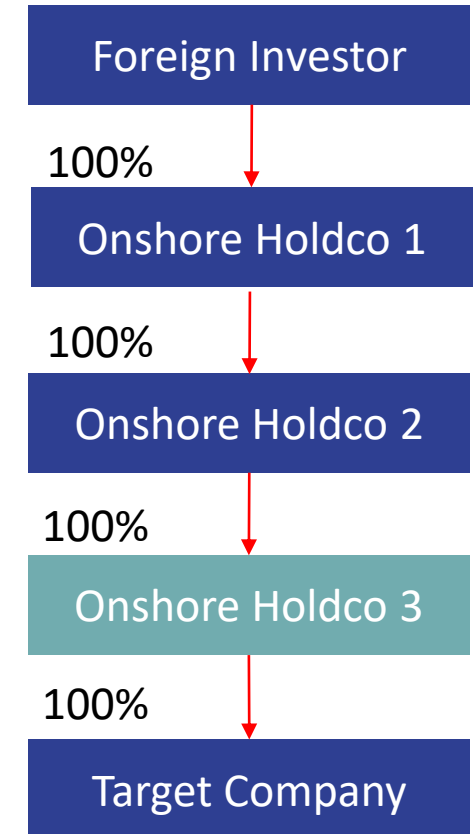 Foreign Investor
100%
Onshore Holdco 1
100%
Onshore Holdco 2
100%
Onshore Holdco 3
100%
Target Company